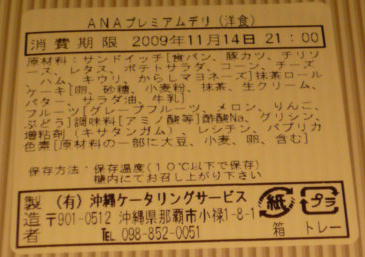 ANAプレミアムデリ (洋食)
消費期限 2009年11月14日 21:00
原材料: サンドイッチ[食パン、豚カツ、チリソ
ース、レタス、ポテトサラダ、コーン、チーズ
、ハム、キウリ、からしマヨネーズ]抹茶ロール
ケーキ[卵、砂糖、小麦粉、抹茶、生クリーム、
バター、サラダ油、牛乳]
フルーツ[グレープフルーツ、メロン、りんご、
ぶどう]調味料[アミノ酸等]酢酸Na、グリシン、
増粘剤(キサタンガム)、レシチン、パプリカ
色素[原材料の一部に大豆、小麦、卵、含む]
保存方法: 保存温度(10℃以下で保存)
機内にてお召し上がり下さい
製造者
(有) 沖縄ケータリングサービス
〒901-0512 沖縄県那覇市小禄1-8-1
TEL 098-852-0051
紙 プラ
箱 トレー